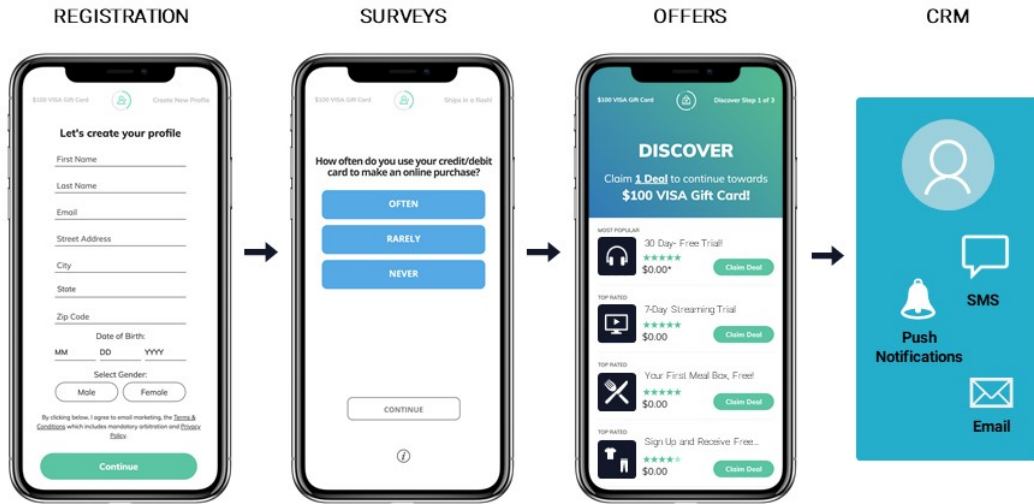 REGISTRATION
$100 VISA Gift Card
Create New Profile
Let's create your profile
First Name
Last Name
Email
Street Address
City
State
Zip Code
Date of Birth:
MM DD YYYY
Select Gender:
Male
Female
By clicking below, I agree to email marketing, the Terms &
Conditions which includes mandatory arbitration and Privacy
Policy.
Continue
SURVEYS
$100 VISA Gift Card
Ships in a flash!
How often do you use your credit/debit
card to make an online purchase?
OFTEN
RARELY
NEVER
CONTINUE
OFFERS
$100 VISA Gift Card
Discover Step 1 of 3
DISCOVER
Claim 1 Deal to continue towards
$100 VISA Gift Card!
MOST POPULAR
30 Day- Free Trial!
$0.00*
Claim Deal
TOP RATED
7-Day Streaming Trial
$0.00
Claim Deal
TOP RATED
Your First Meal Box, Free!
$0.00
Claim Deal
TOP RATED
Sign Up and Receive Free...
$0.00
Claim Deal
CRM
SMS
Push
Notifications
Email